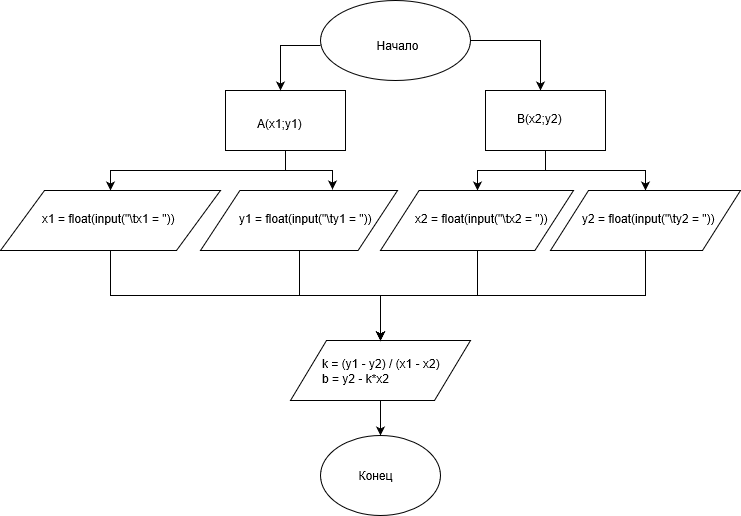 Начало
A(x1;y1)
B(x2;y2)
x1 = float(input("\tx1 = "))
y1 = float(input("\ty1 = "))
x2 = float(input("\tx2 = "))
y2 = float(input("\ty2 = "))
k = (y1 - y2) / (x1 - x2)
b = y2 - k*x2
Конец